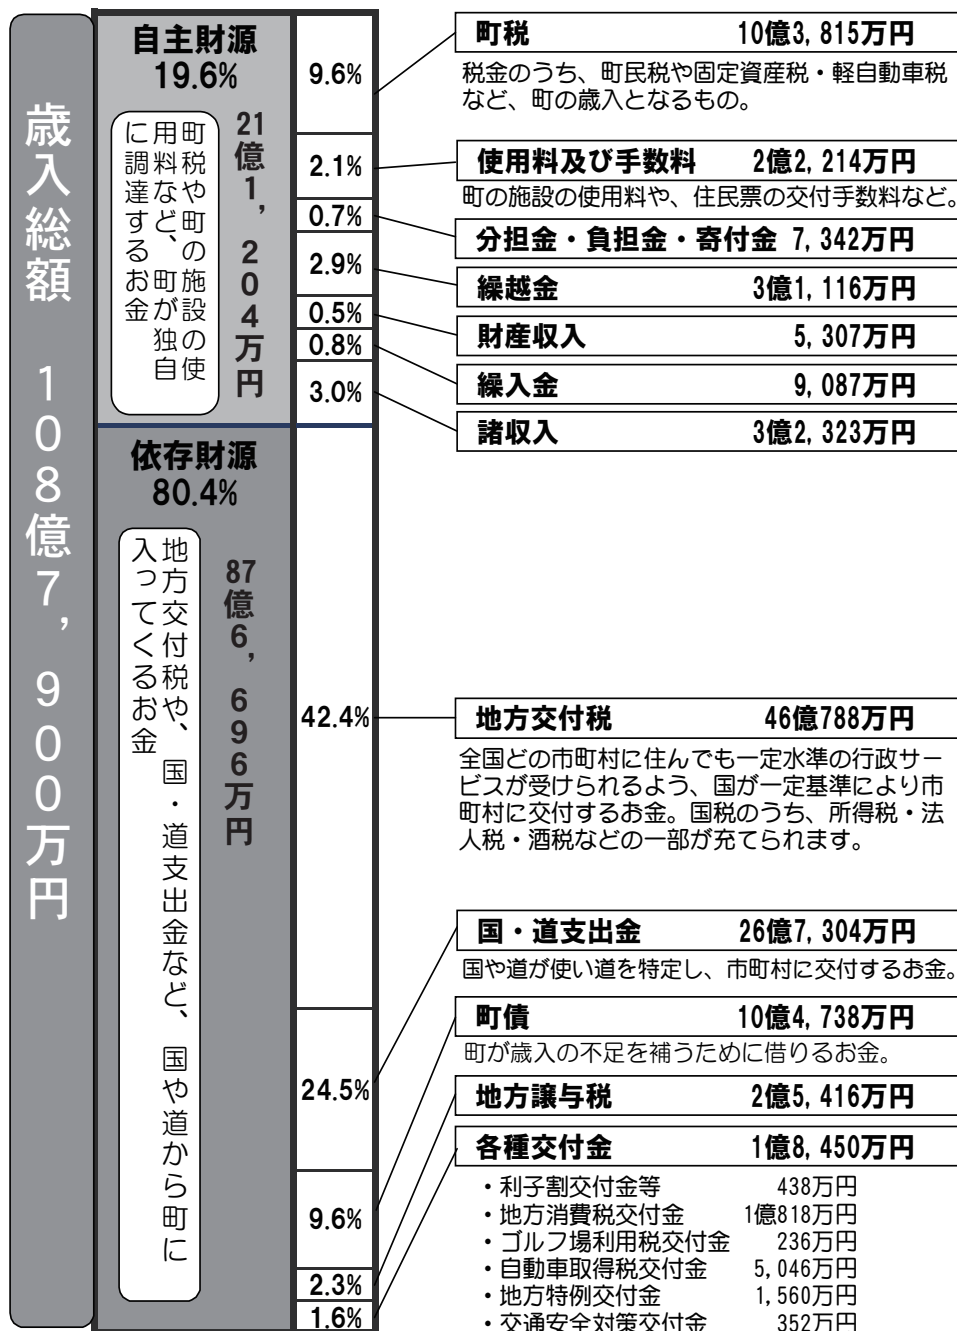 歳入総額 108億7,900万円
自主財源
19.6%
21億1,204万円
町税や町の施設の使
用料など、町が独自
に調達するお金
依存財源
80.4%
87億6,696万円
地方交付税や、国・道支出金など、国や道から町に
入ってくるお金
9.6%
2.1%
0.7%
2.9%
0.5%
0.8%
3.0%
42.4%
24.5%
9.6%
2.3%
1.6%
町税 10億3,815万円
税金のうち、町民税や固定資産税・軽自動車税
など、町の歳入となるもの。
使用料及び手数料 2億2,214万円
町の施設の使用料や、住民票の交付手数料など。
分担金・負担金・寄付金 7,342万円
繰越金 3億1,116万円
財産収入 5,307万円
繰入金 9,087万円
諸収入 3億2,323万円
地方交付税 46億788万円
全国どの市町村に住んでも一定水準の行政サー
ビスが受けられるよう、国が一定基準により市
町村に交付するお金。国税のうち、所得税・法
人税・酒税などの一部が充てられます。
国・道支出金 26億7,304万円
国や道が使い道を特定し、市町村に交付するお金。
町債 10億4,738万円
町が歳入の不足を補うために借りるお金。
地方譲与税 2億5,416万円
各種交付金 1億8,450万円
・利子割交付金等 438万円
・地方消費税交付金 1億818万円
・ゴルフ場利用税交付金 236万円
・自動車取得税交付金 5,046万円
・地方特例交付金 1,560万円
・交通安全対策交付金 352万円